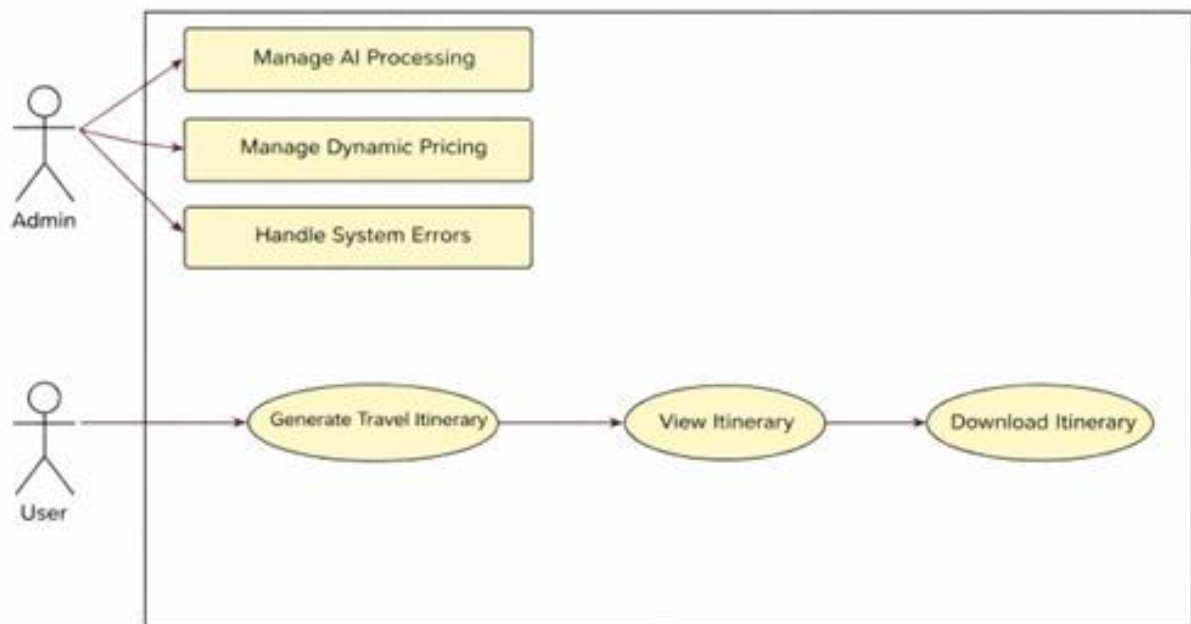 Manage AI Processing
Manage Dynamic Pricing
Admin
Handle System Errors
Generate Travel Itinerary
View Itinerary
Download Itinerary
User